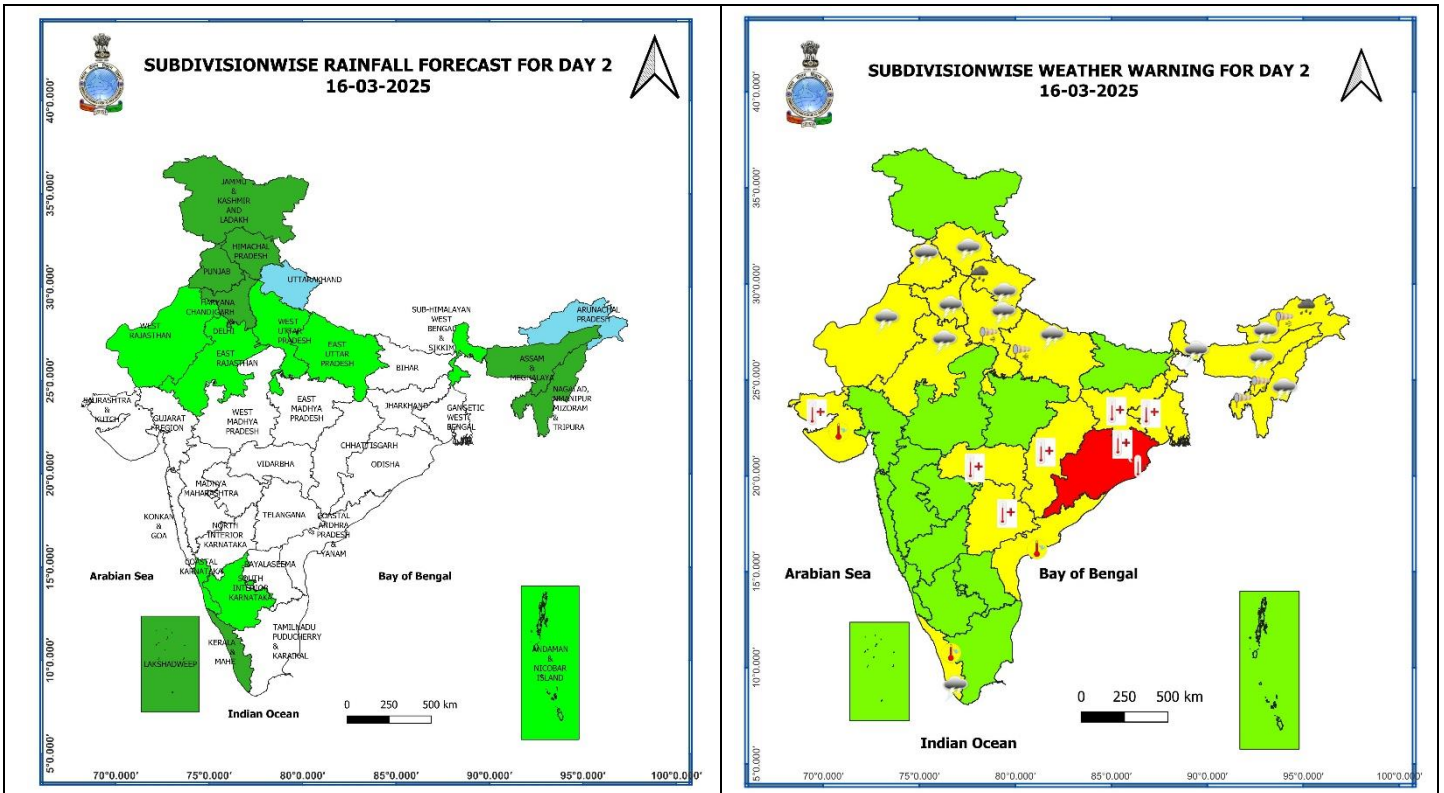 SUBDIVISIONWISE RAINFALL FORECAST FOR DAY 2
16-03-2025
40°0.000'
35°0.000'
30°0.000'
25°0.000'
20°0.000'
15°0.000'
10°0.000'
5°0.000'
JAMMU
&
KASHMIR
AND
LADAKH
HIMACHAL
PRADESH
PUNJAB
UTTARAKHAND
HARYANA
CHANDIGARH
&
DELHI
WEST
RAJASTHAN
WEST
UTTAR
PRADESH
EAST
RAJASTHAN
EAST
UTTAR
PRADESH
SUB-HIMALAYAN
WEST
BENGAL
&
SIKKIM
ARUNACHAL
PRADESH
ASSAM
&
MEGHALAYA
NAGALAD,
MANIPUR
MIZORAM
&
TRIPURA
BIHAR
SAURASHTRA
&
KUTCH
GUJARAT
REGION
WEST
MADHYA
PRADESH
EAST
MADHYA
PRADESH
JHARKHAND
GANGETIC
WEST
BENGAL
CHHATTISGARH
ODISHA
VIDARBHA
MADHYA
MAHARASHTRA
KONKAN
&
GOA
TELANGANA
NORTH
INTERIOR
KARNATAKA
COASTAL
ANDHRA
PRADESH
&
YANAM
RAYALASEEMA
COASTAL
KARNATAKA
SOUTH
INTERIOR
KARNATAKA
Arabian Sea
Bay of Bengal
TAMILNADU
PUDUCHERRY
&
KARAIKAL
KERALA
&
MAHE
LAKSHADWEEP
ANDAMAN
&
NICOBAR
ISLAND
0 250 500 km
Indian Ocean
70°0.000' 75°0.000' 80°0.000' 85°0.000' 90°0.000' 95°0.000' 100°0.000'
SUBDIVISIONWISE WEATHER WARNING FOR DAY 2
16-03-2025
40°0.000'
35°0.000'
30°0.000'
25°0.000'
20°0.000'
15°0.000'
10°0.000'
5°0.000'
Arabian Sea
Bay of Bengal
0 250 500 km
Indian Ocean
70°0.000' 75°0.000' 80°0.000' 85°0.000' 90°0.000' 95°0.000' 100°0.000'